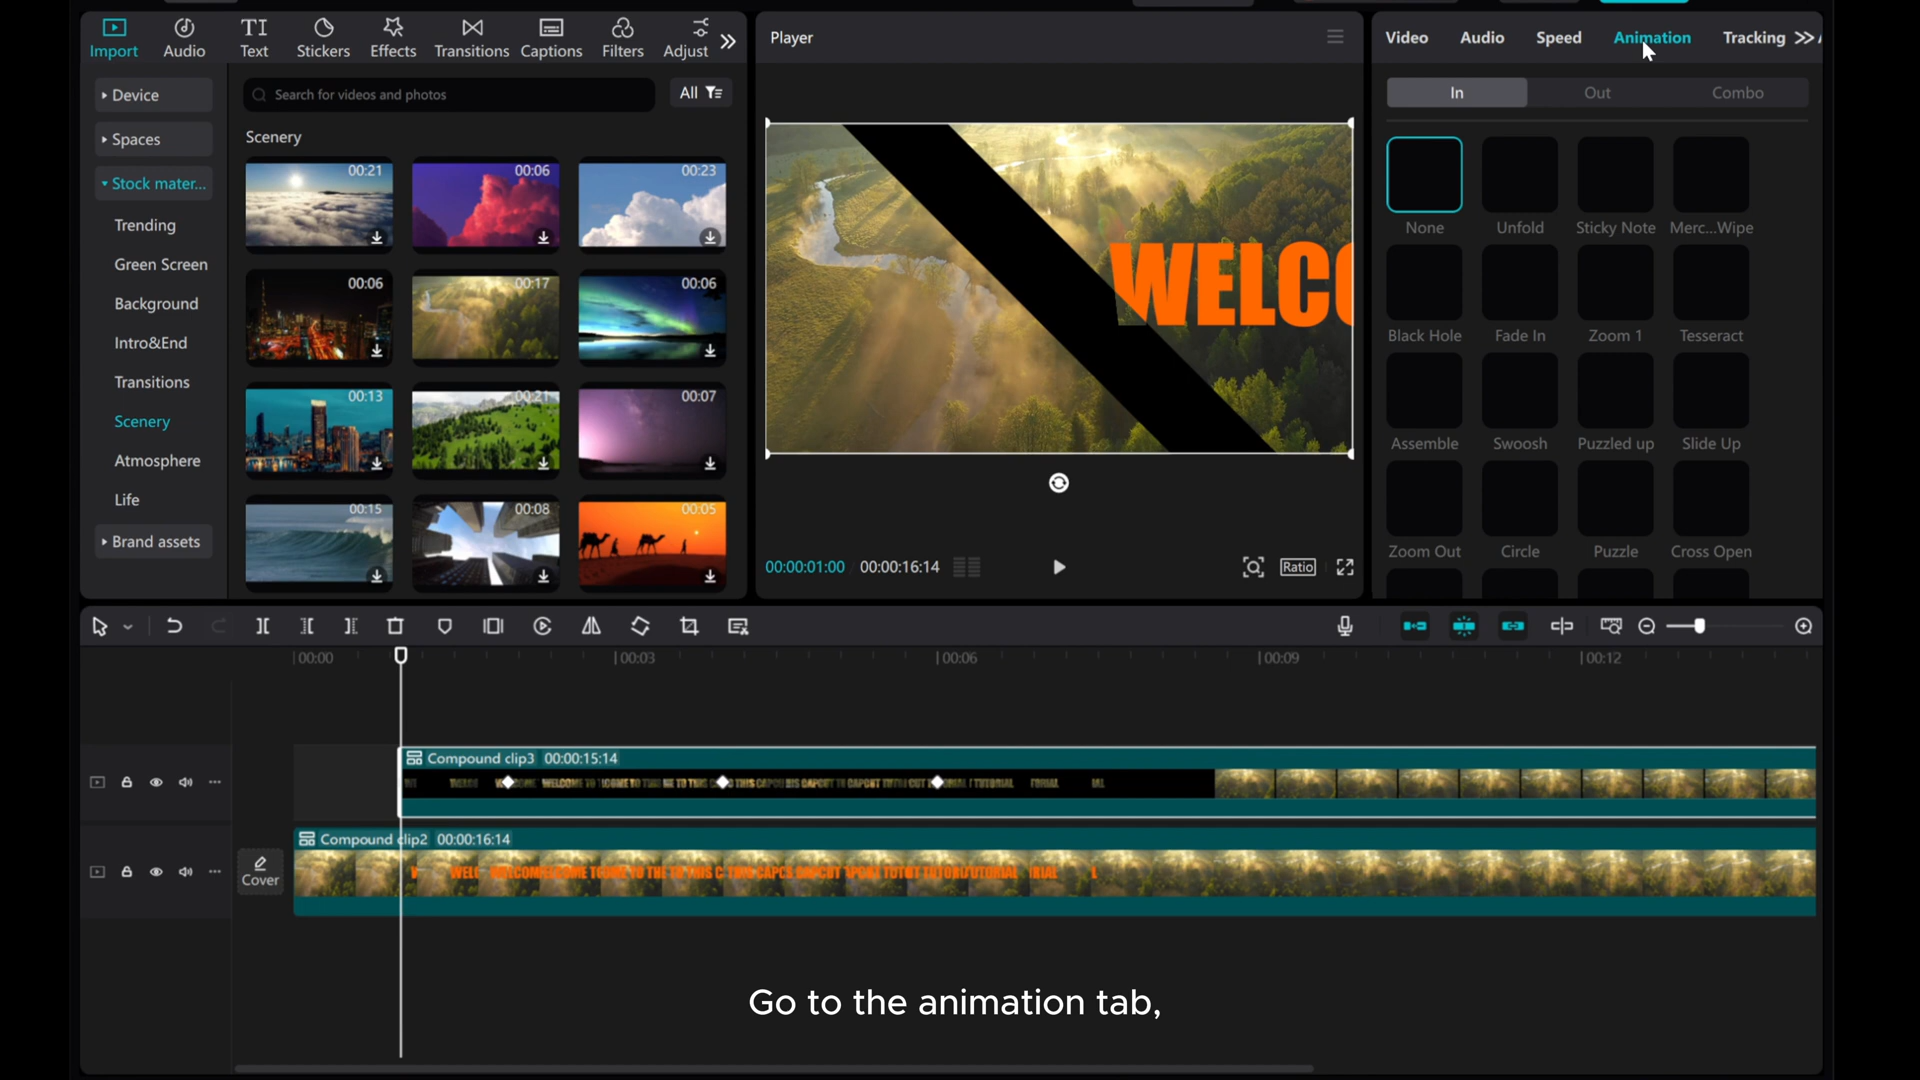 Import Audio Text Stickers Effects Transitions Captions Filters Adjust
Player
Video Audio Speed Animation Tracking
Device
Spaces
Stock mater...
Trending
Green Screen
Background
Intro&End
Transitions
Scenery
Atmosphere
Life
Brand assets
Search for videos and photos
All
Scenery
00:21 00:06 00:23
00:06 00:17 00:06
00:13 00:21 00:07
00:15 00:08 00:05
WELCO
00:00:01:00 00:00:16:14
Ratio
In Out Combo
None Unfold Sticky Note Merc...Wipe
Black Hole Fade In Zoom 1 Tesseract
Assemble Swoosh Puzzled up Slide Up
Zoom Out Circle Puzzle Cross Open
00:00 00:03 00:06 00:09 00:12
Compound clip3 00:00:15:14
Compound clip2 00:00:16:14
Cover
Go to the animation tab,